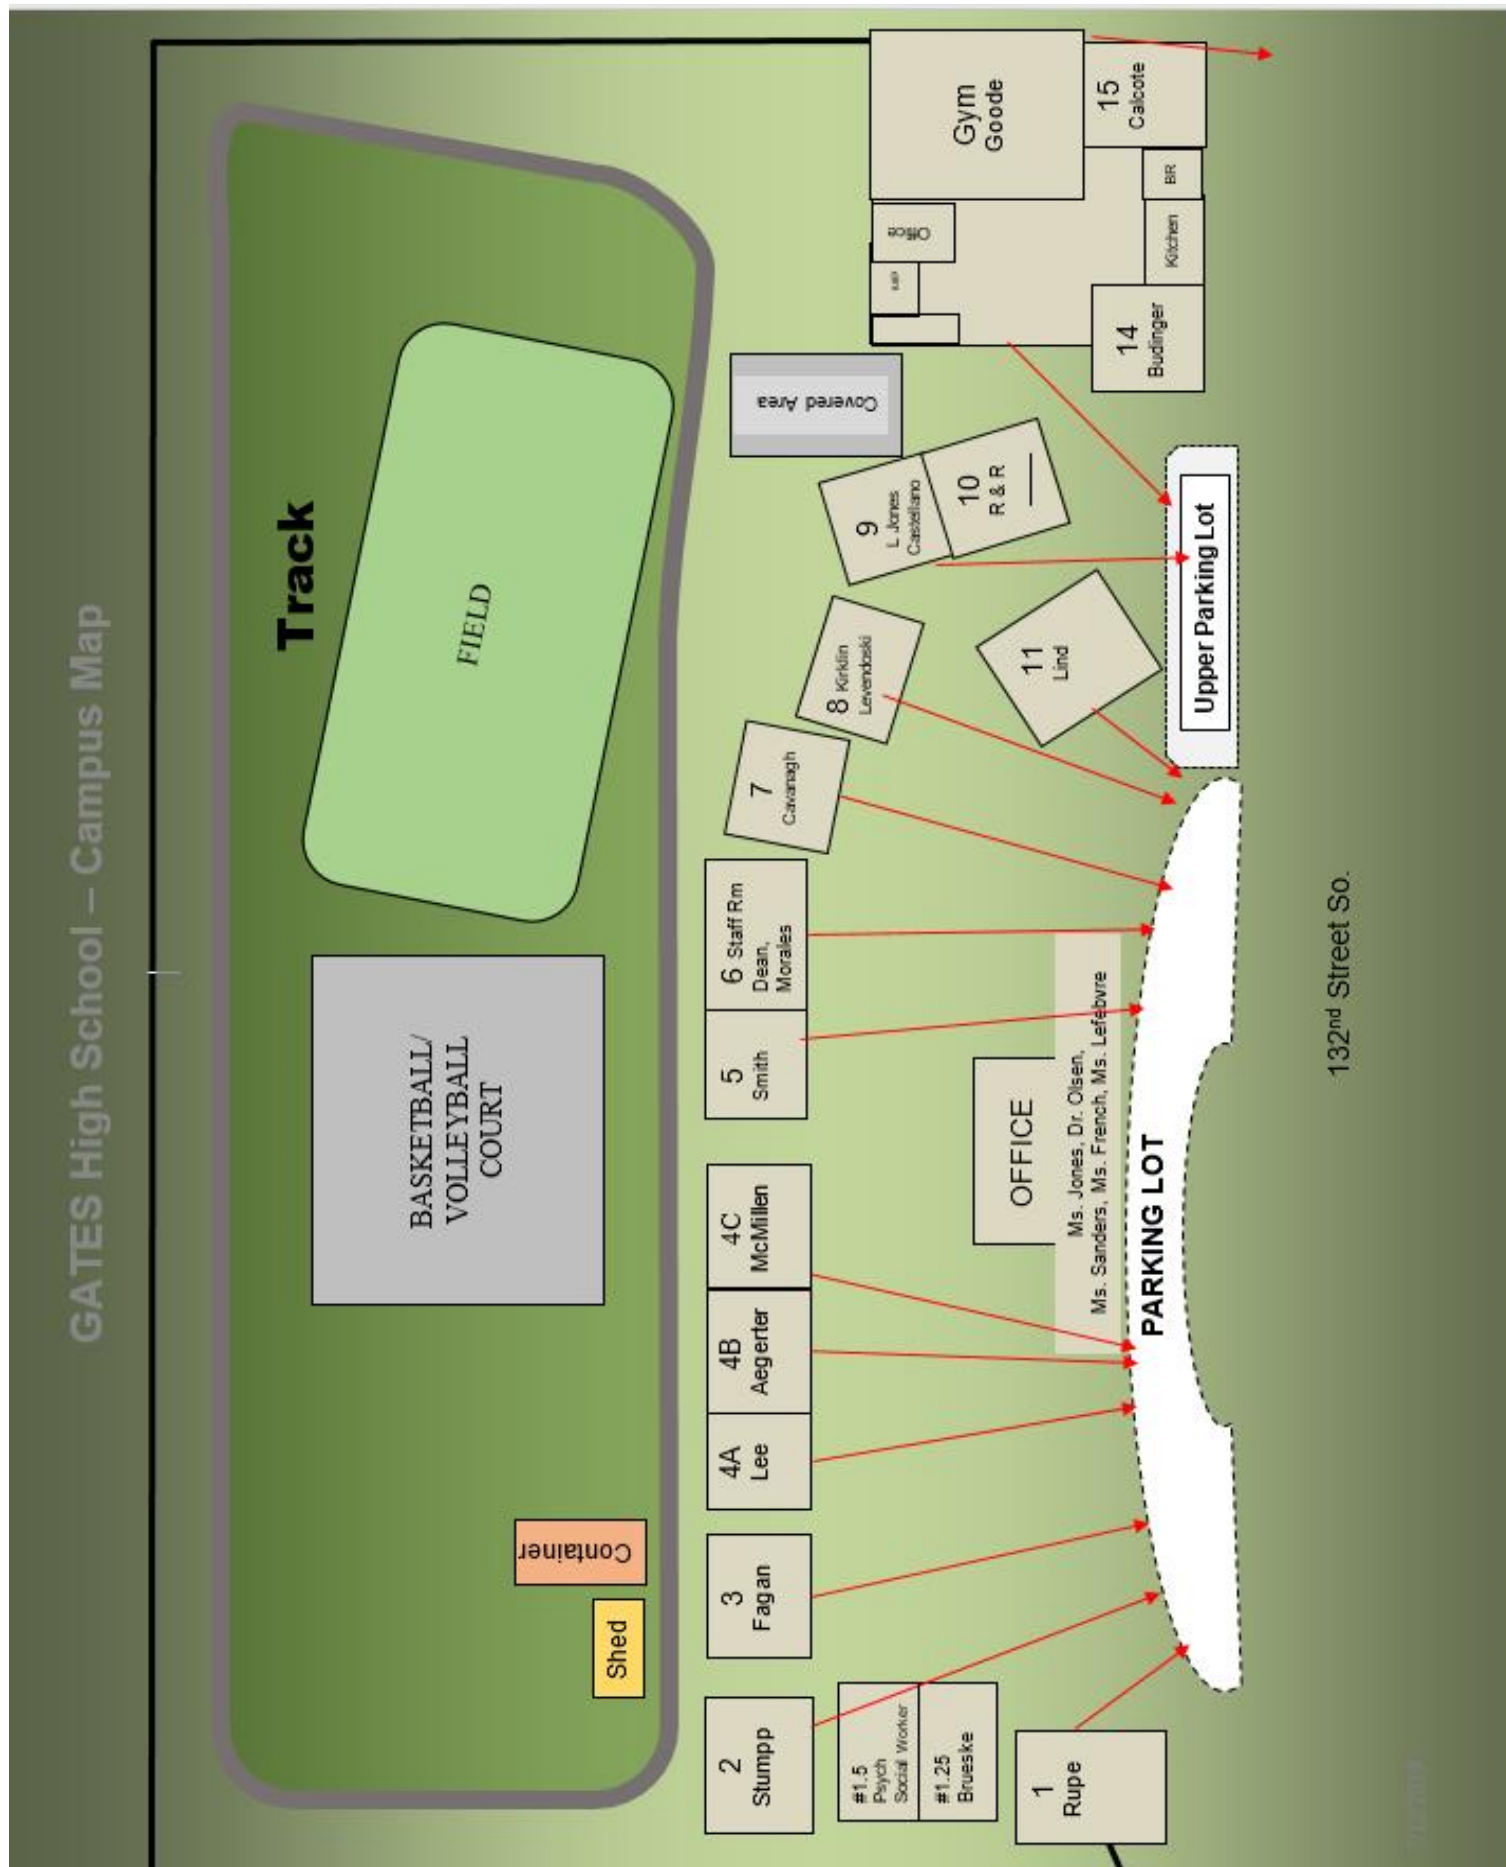 GATES High School – Campus Map
Track
FIELD
BASKETBALL/
VOLLEYBALL
COURT
Container
Shed
2
Stumpp
3
Fagan
4A
Lee
4B
Aegerter
4C
McMillen
5
Smith
6 Staff Rm
Dean,
Morales
7
Cavanagh
8 Kirklin
Levendoski
9
L Jones
Castellano
10
R & R
11
Lind
Covered Area
Office
Gym
Goode
15
Calcote
BR
Kitchen
14
Budinger
#1.5
Psych
Social Worker
#1.25
Brueske
1
Rupe
OFFICE
Ms. Jones, Dr. Olsen,
Ms. Sanders, Ms. French, Ms. Lefebvre
PARKING LOT
Upper Parking Lot
132nd Street So.